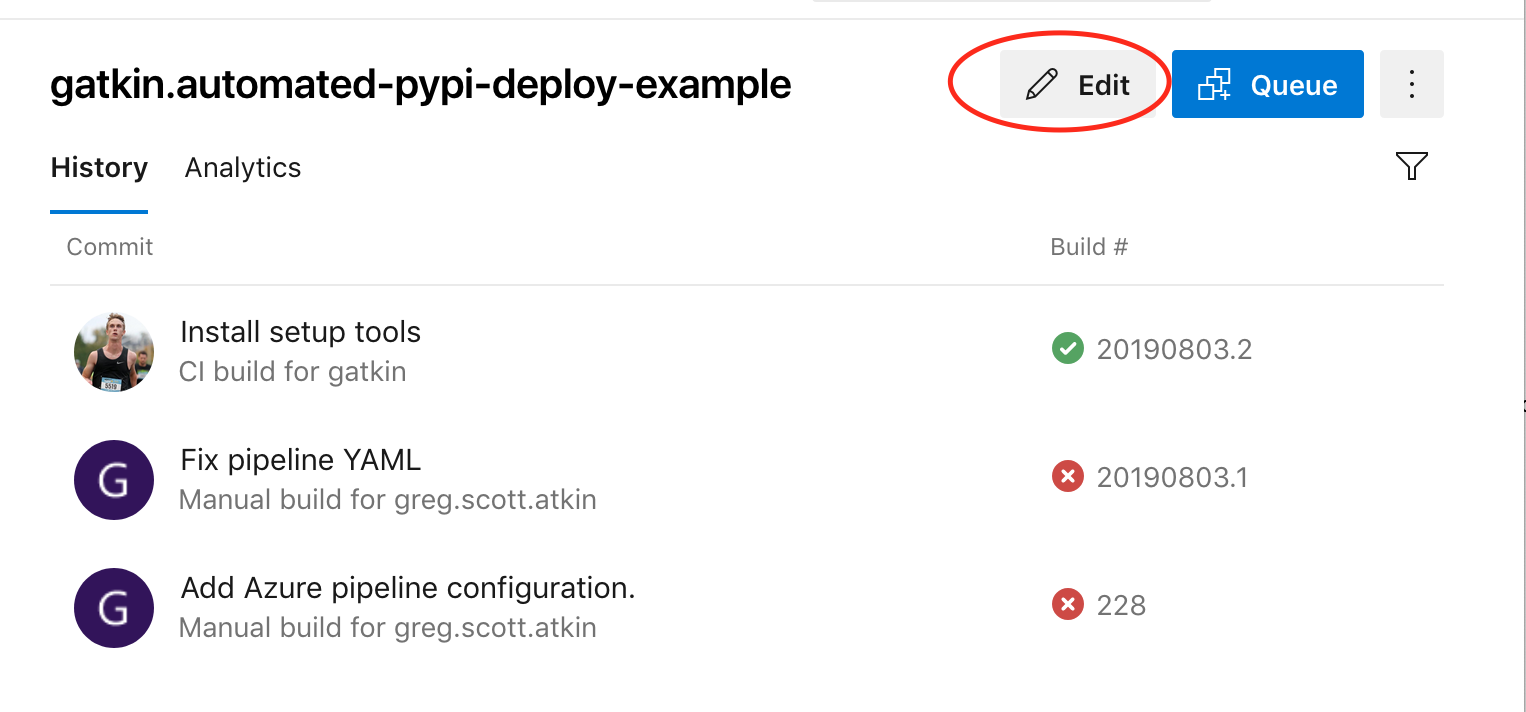 gatkin.automated-pypi-deploy-example
Edit
Queue
History
Analytics
Commit
Build #
Install setup tools
CI build for gatkin
20190803.2
5519
G
Fix pipeline YAML
Manual build for greg.scott.atkin
20190803.1
G
Add Azure pipeline configuration.
Manual build for greg.scott.atkin
228